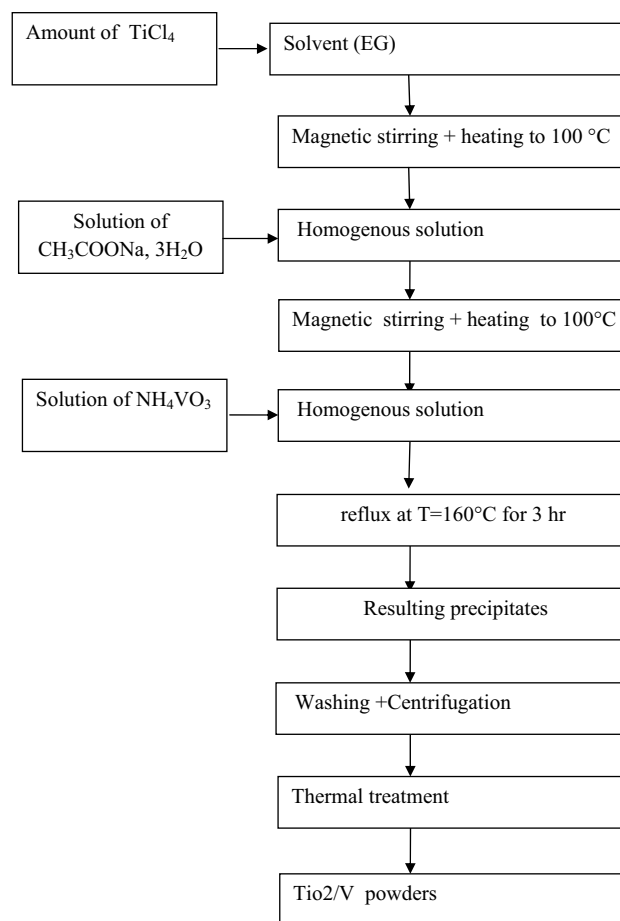 Amount of TiCl₄
Solvent (EG)
Magnetic stirring + heating to 100 °C
Solution of
CH₃COONa, 3H₂O
Homogenous solution
Magnetic stirring + heating to 100°C
Solution of NH₄VO₃
Homogenous solution
reflux at T=160°C for 3 hr
Resulting precipitates
Washing +Centrifugation
Thermal treatment
Tio2/V powders